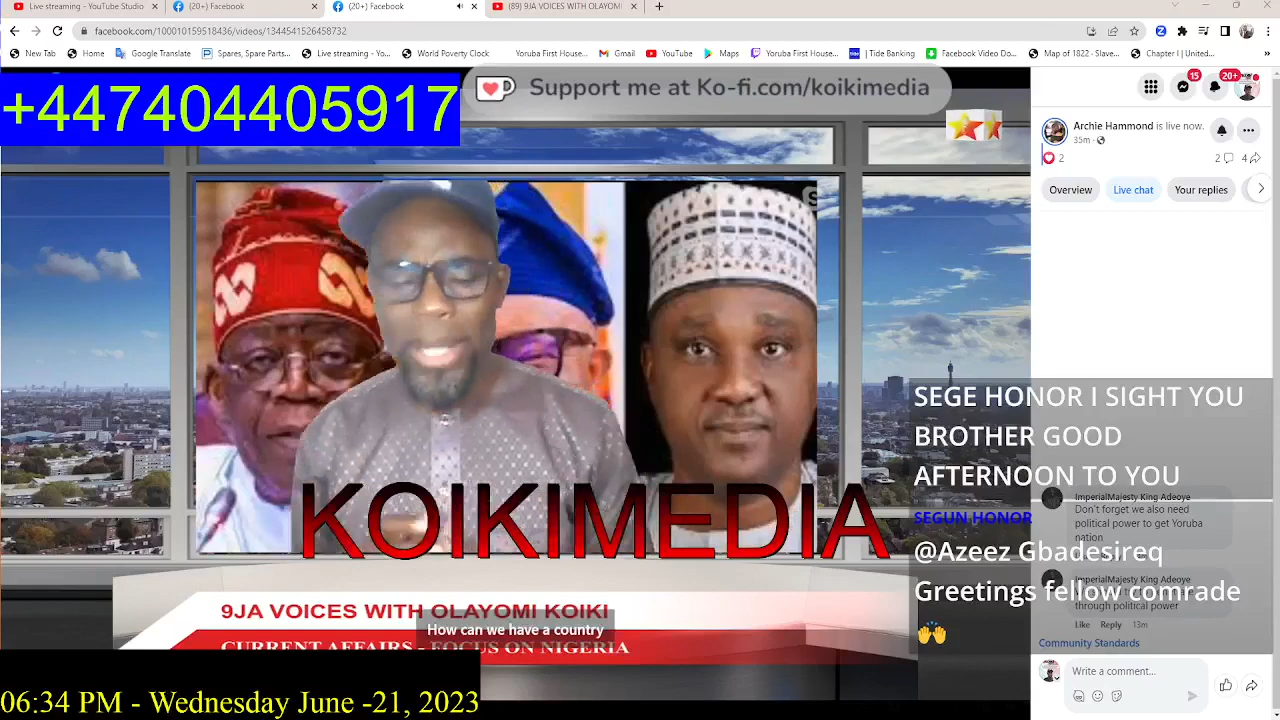 Live streaming - YouTube Studio
(20+) Facebook
(20+) Facebook
(89) 9JA VOICES WITH OLAYOMI
facebook.com/100010159518436/videos/1344541526458732
New Tab
Home
Google Translate
Spares, Spare Parts...
Live streaming - Yo...
World Poverty Clock
Yoruba First House...
Gmail
YouTube
Maps
Yoruba First Hous...
Tide Banking
Facebook Video Do...
Map of 1822 - Slave...
Chapter I | United...
+447404405917
Support me at Ko-fi.com/koikimedia
15
20+
Archie Hammond is live now.
35m
2
2
4
Overview
Live chat
Your replies
SEGE HONOR I SIGHT YOU
BROTHER GOOD
AFTERNOON TO YOU
SEGUN HONOR
ImperialMajesty King Adeoye
Don't forget we also need
political power to get Yoruba
nation
@Azeez Gbadesireq
Greetings fellow comrade
🙌
ImperialMajesty King Adeoye
through political power
Like Reply 13m
Community Standards
Write a comment...
KOIKIMEDIA
9JA VOICES WITH OLAYOMI KOIKI
How can we have a country
CURRENT AFFAIRS - FOCUS ON NIGERIA
06:34 PM - Wednesday June -21, 2023